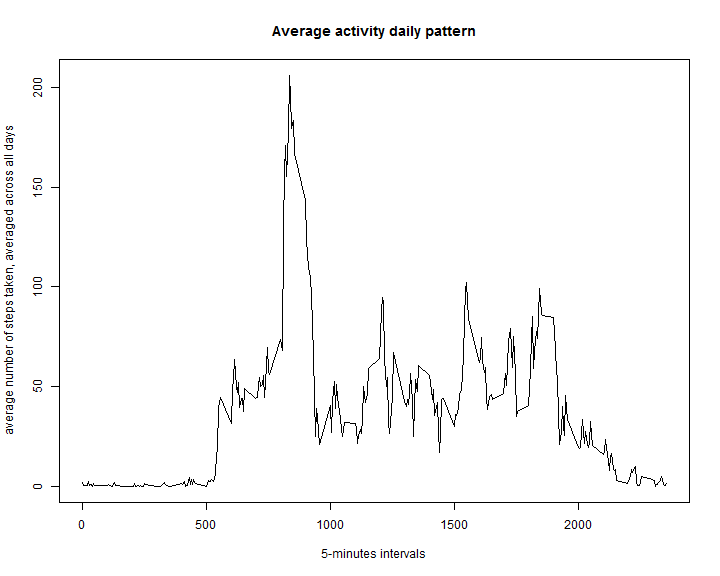 Average activity daily pattern
average number of steps taken, averaged across all days
200
150
100
50
0
0 500 1000 1500 2000
5-minutes intervals